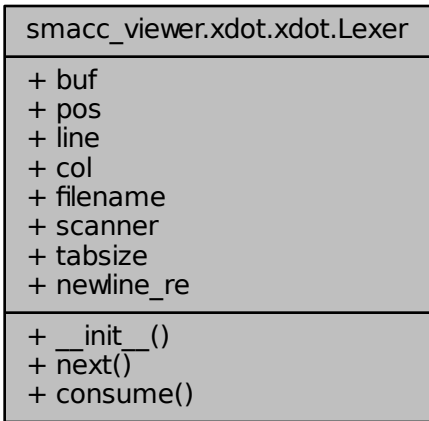 smacc_viewer.xdot.xdot.Lexer
+ buf
+ pos
+ line
+ col
+ filename
+ scanner
+ tabsize
+ newline_re
+ __init__()
+ next()
+ consume()